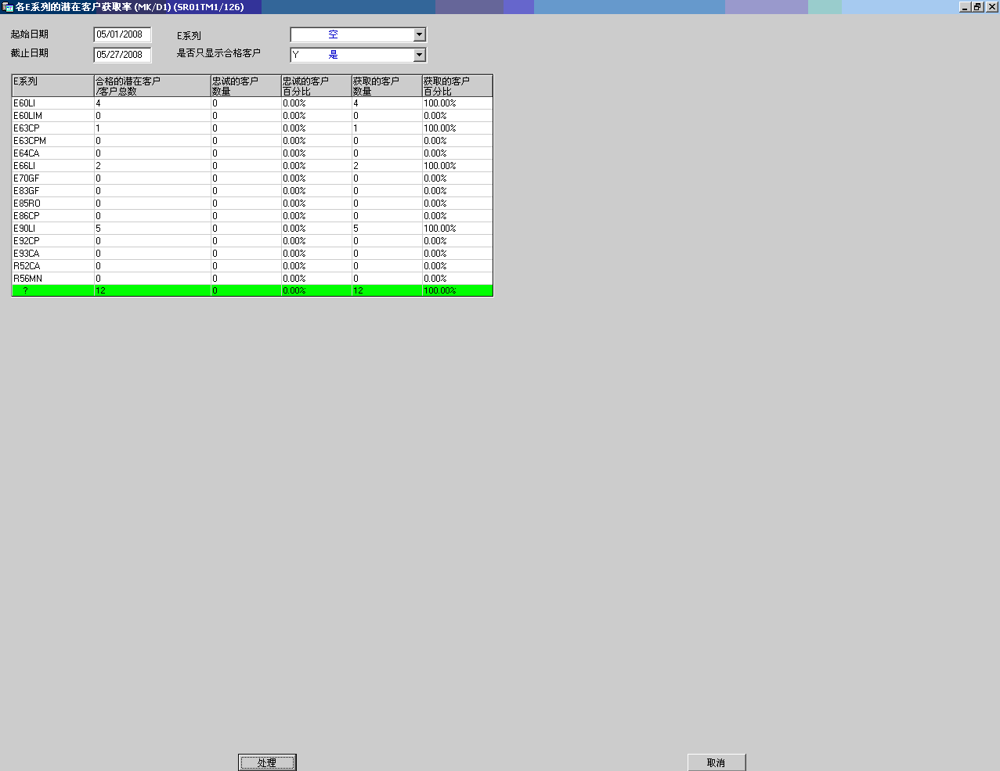 各E系列的潜在客户获取率 (MK/D1) (SR01TM1/126)
起始日期 05/01/2008 E系列 空
截止日期 05/27/2008 是否只显示合格客户 Y 是
E系列 合格的潜在客户/客户总数 忠诚的客户数量 忠诚的客户百分比 获取的客户数量 获取的客户百分比
E60LI 4 0 0.00% 4 100.00%
E60LIM 0 0 0.00% 0 0.00%
E63CP 1 0 0.00% 1 100.00%
E63CPM 0 0 0.00% 0 0.00%
E64CA 0 0 0.00% 0 0.00%
E66LI 2 0 0.00% 2 100.00%
E70GF 0 0 0.00% 0 0.00%
E83GF 0 0 0.00% 0 0.00%
E85RO 0 0 0.00% 0 0.00%
E86CP 0 0 0.00% 0 0.00%
E90LI 5 0 0.00% 5 100.00%
E92CP 0 0 0.00% 0 0.00%
E93CA 0 0 0.00% 0 0.00%
R52CA 0 0 0.00% 0 0.00%
R56MN 0 0 0.00% 0 0.00%
? 12 0 0.00% 12 100.00%
处理 取消